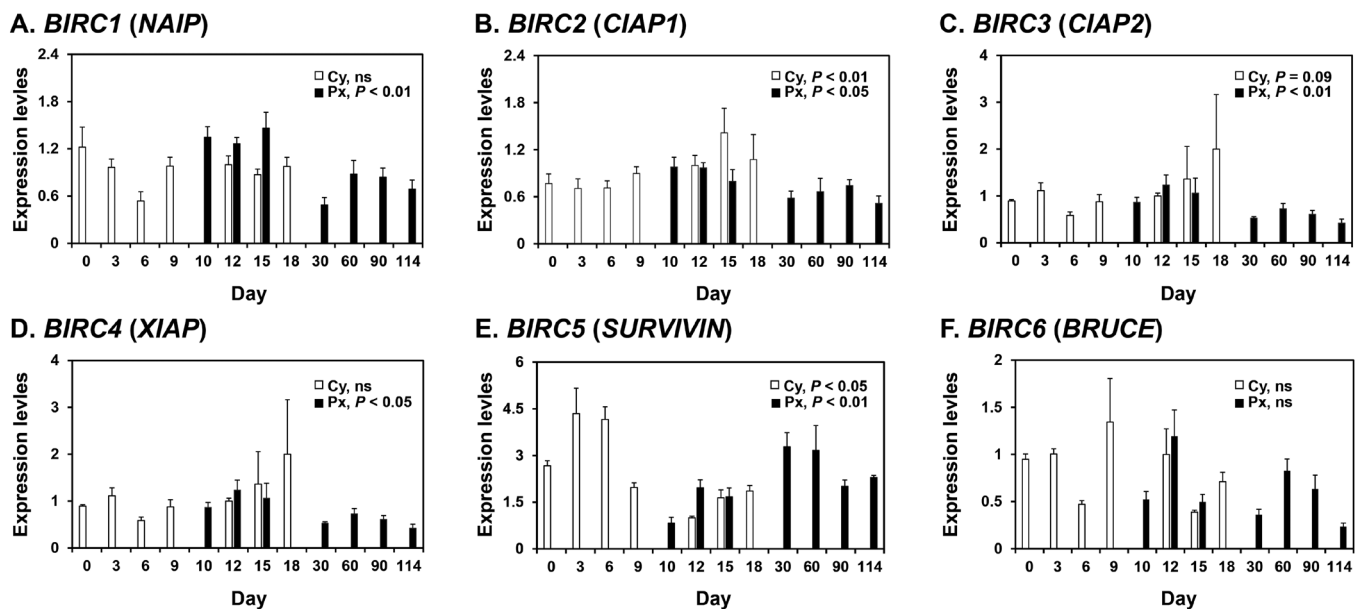 A. BIRC1 (NAIP)
Expression levles
2.4
1.8
1.2
0.6
0
Cy, ns
Px, P < 0.01
0 3 6 9 10 12 15 18 30 60 90 114
Day
B. BIRC2 (CIAP1)
Expression levles
2.4
1.8
1.2
0.6
0
Cy, P < 0.01
Px, P < 0.05
0 3 6 9 10 12 15 18 30 60 90 114
Day
C. BIRC3 (CIAP2)
Expression levles
4
3
2
1
0
Cy, P = 0.09
Px, P < 0.01
0 3 6 9 10 12 15 18 30 60 90 114
Day
D. BIRC4 (XIAP)
Expression levles
4
3
2
1
0
Cy, ns
Px, P < 0.05
0 3 6 9 10 12 15 18 30 60 90 114
Day
E. BIRC5 (SURVIVIN)
Expression levles
6
4.5
3
1.5
0
Cy, P < 0.05
Px, P < 0.01
0 3 6 9 10 12 15 18 30 60 90 114
Day
F. BIRC6 (BRUCE)
Expression levles
2
1.5
1
0.5
0
Cy, ns
Px, ns
0 3 6 9 10 12 15 18 30 60 90 114
Day